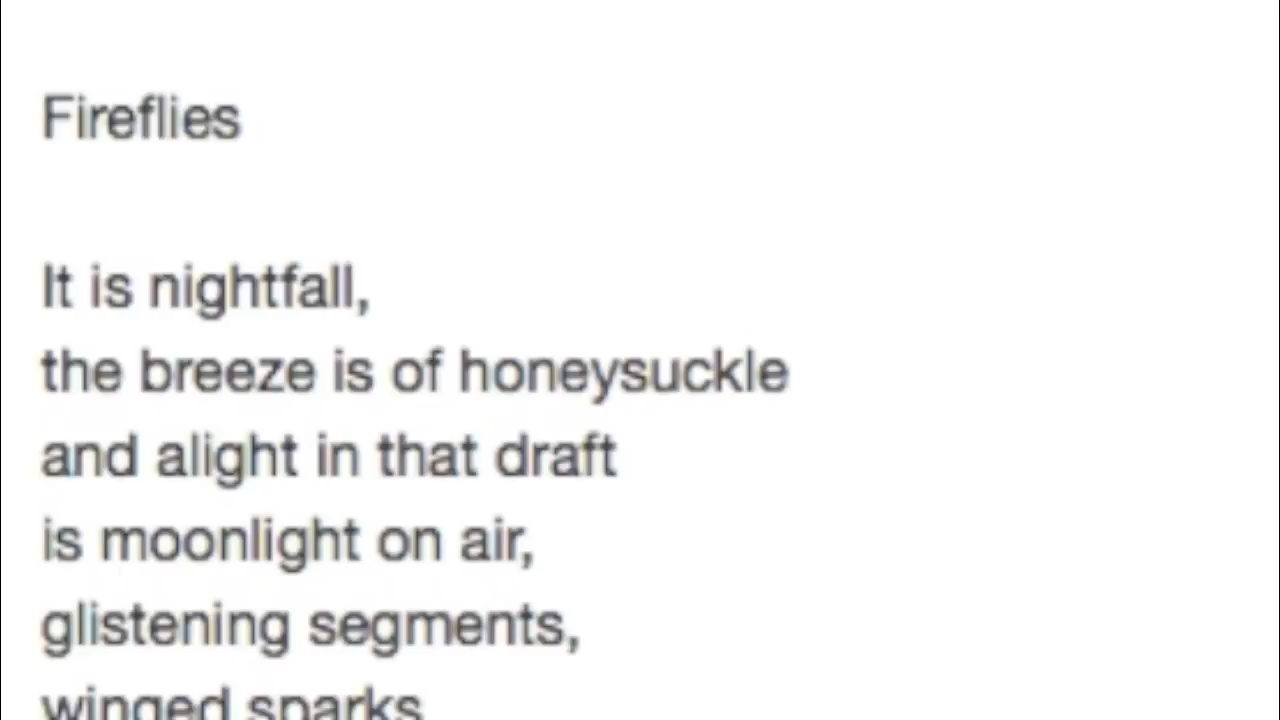 Fireflies
It is nightfall,
the breeze is of honeysuckle
and alight in that draft
is moonlight on air,
glistening segments,
winged sparks